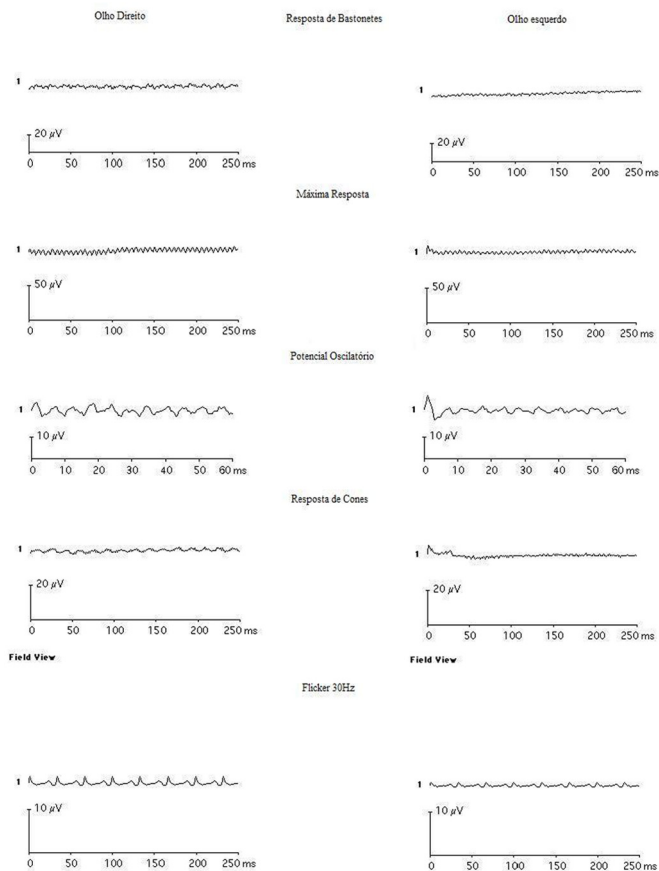 Olho Direito Resposta de Bastonetes Olho esquerdo
1 1
20 µV 20 µV
0 50 100 150 200 250 ms 0 50 100 150 200 250 ms
Máxima Resposta
1 1
50 µV 50 µV
0 50 100 150 200 250 ms 0 50 100 150 200 250 ms
Potencial Oscilatório
1 1
10 µV 10 µV
0 10 20 30 40 50 60 ms 0 10 20 30 40 50 60 ms
Resposta de Cones
1 1
20 µV 20 µV
0 50 100 150 200 250 ms 0 50 100 150 200 250 ms
Field View Field View
Flicker 30Hz
1 1
10 µV 10 µV
0 50 100 150 200 250 ms 0 50 100 150 200 250 ms